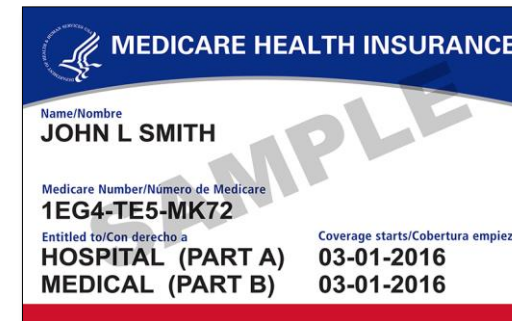 MEDICARE HEALTH INSURANCE
Name/Nombre
JOHN L SMITH
SAMPLE
Medicare Number/Número de Medicare
1EG4-TE5-MK72
Entitled to/Con derecho a Coverage starts/Cobertura empiez
HOSPITAL (PART A) 03-01-2016
MEDICAL (PART B) 03-01-2016